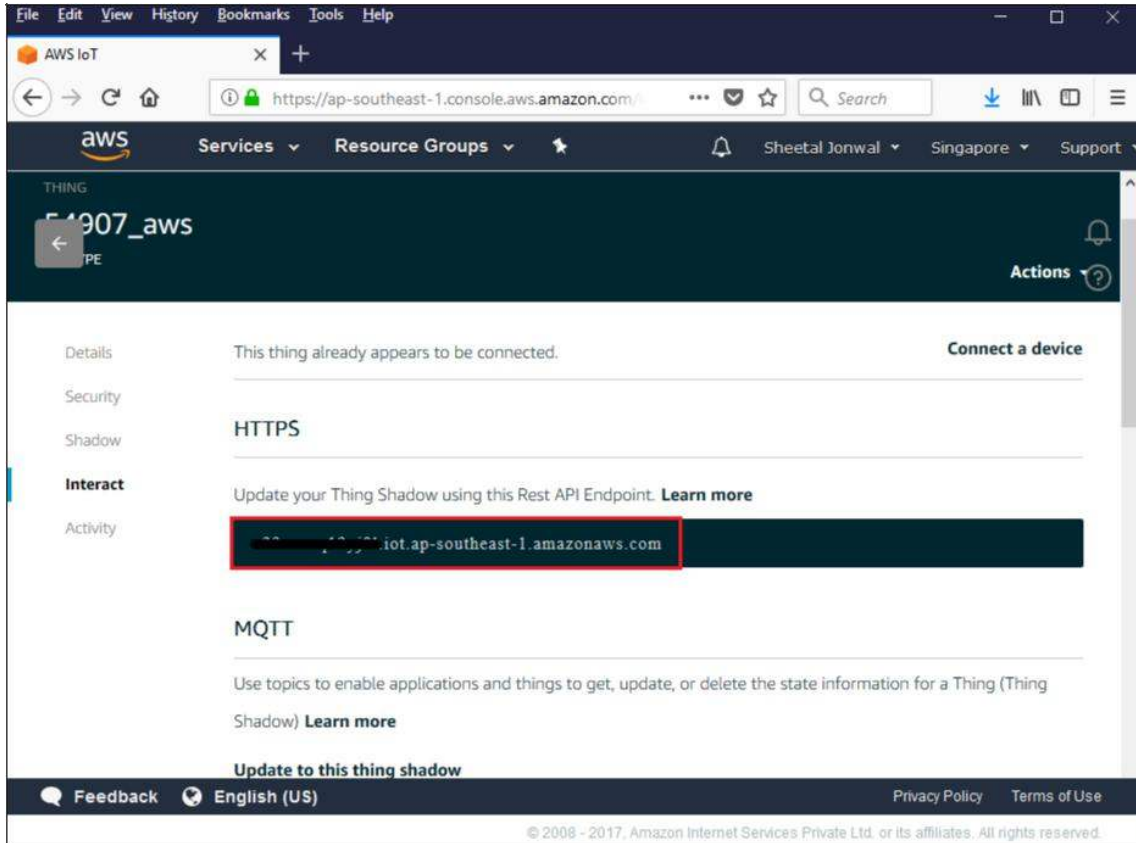 File Edit View History Bookmarks Tools Help
AWS IoT
https://ap-southeast-1.console.aws.amazon.com/ Search
aws Services Resource Groups Sheetal Jonwal Singapore Support
THING
907_aws
PE
Actions
Details
This thing already appears to be connected. Connect a device
Security
HTTPS
Shadow
Interact
Update your Thing Shadow using this Rest API Endpoint. Learn more
Activity
.iot.ap-southeast-1.amazonaws.com
MQTT
Use topics to enable applications and things to get, update, or delete the state information for a Thing (Thing
Shadow) Learn more
Update to this thing shadow
Feedback English (US) Privacy Policy Terms of Use
© 2008 - 2017, Amazon Internet Services Private Ltd. or its affiliates. All rights reserved.